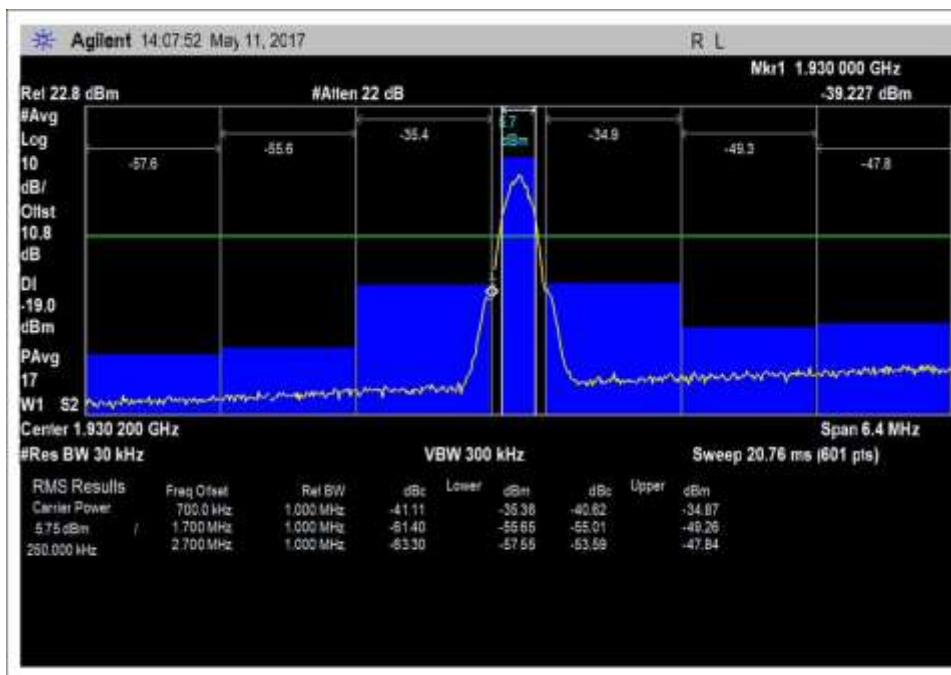 Agilent 14:07:52 May 11, 2017 R L
Mkr1 1.930 000 GHz
Ref 22.8 dBm #Atten 22 dB -39.227 dBm
#Avg
Log
10
dB/
Offst
10.8
dB
DI
-19.0
dBm
PAvg
17
W1 S2
-57.6 -55.6 -35.4 dBm -34.9 -49.3 -47.8
Center 1.930 200 GHz Span 6.4 MHz
#Res BW 30 kHz VBW 300 kHz Sweep 20.76 ms (601 pts)
RMS Results Freq Offset Ref BW dBc Lower dBm dBc Upper dBm
Carrier Power 700.0 kHz 1.000 MHz -41.11 -35.36 -40.62 -34.87
5.75 dBm / 1.700 MHz 1.000 MHz -61.40 -55.65 -55.01 -49.26
260.000 kHz 2.700 MHz 1.000 MHz -63.30 -57.55 -53.59 -47.84